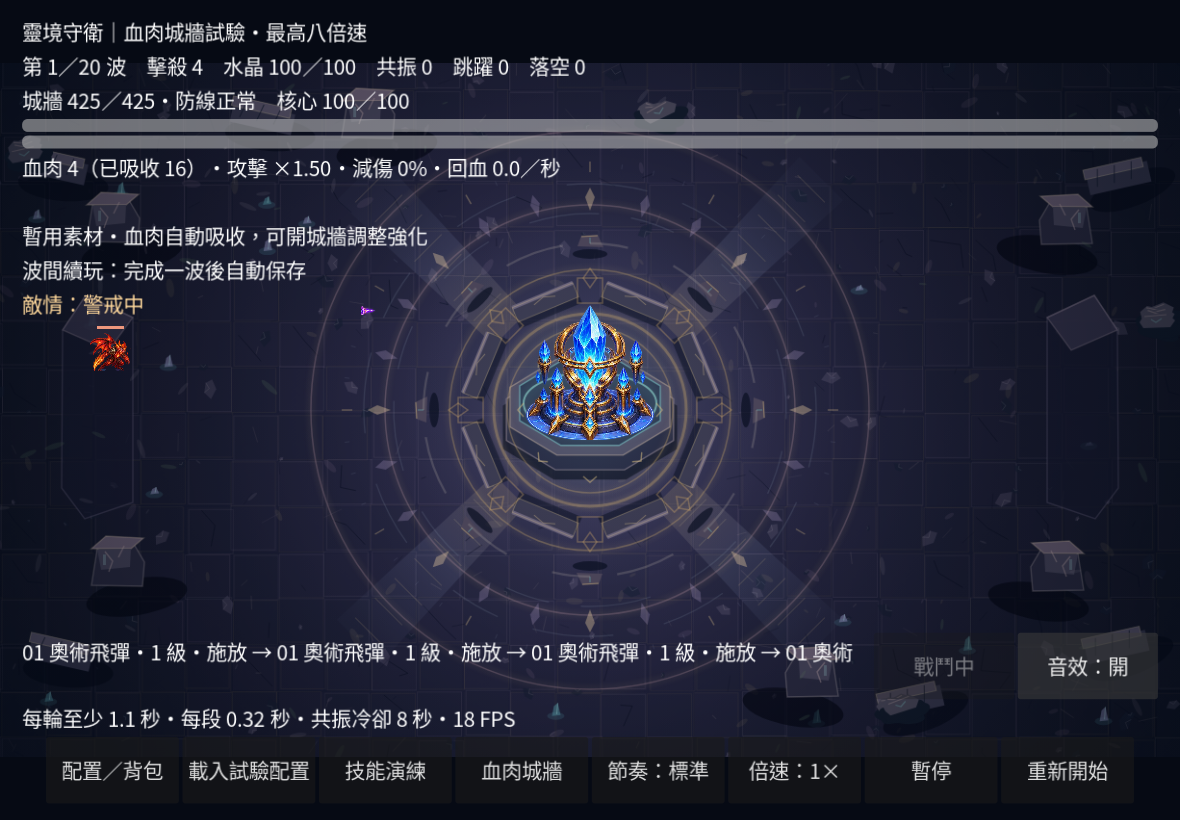 靈境守衛｜血肉城牆試驗・最高八倍速
第 1／20 波　擊殺 4　水晶 100／100　共振 0　跳躍 0　落空 0
城牆 425／425・防線正常　核心 100／100
血肉 4（已吸收 16）・攻擊 ×1.50・減傷 0%・回血 0.0／秒
暫用素材・血肉自動吸收，可開城牆調整強化
波間續玩：完成一波後自動保存
敵情：警戒中
01 奧術飛彈・1 級・施放 → 01 奧術飛彈・1 級・施放 → 01 奧術飛彈・1 級・施放 → 01 奧術
戰鬥中
音效：開
每輪至少 1.1 秒・每段 0.32 秒・共振冷卻 8 秒・18 FPS
配置／背包
載入試驗配置
技能演練
血肉城牆
節奏：標準
倍速：1×
暫停
重新開始